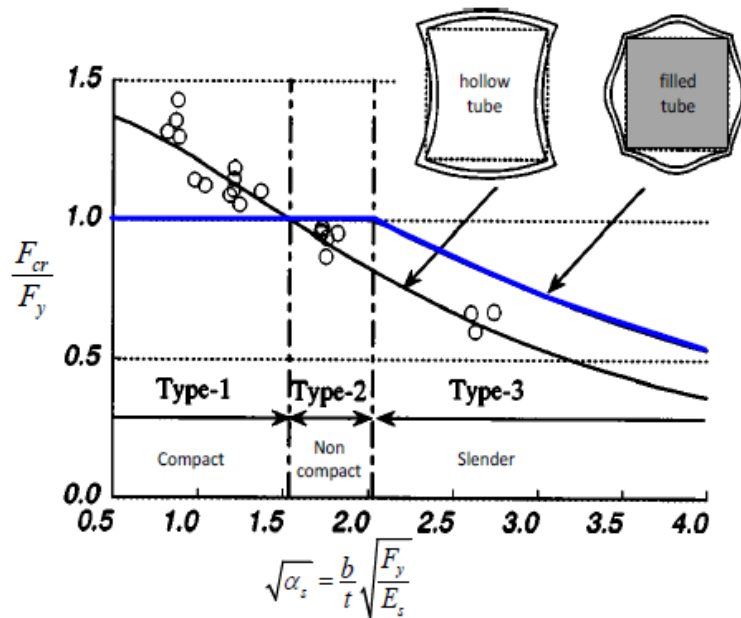 1.5
hollow
tube
filled
tube
1.0
F_cr
F_y
0.5
Type-1 Type-2 Type-3
Compact
Non
compact
Slender
0.0
0.5 1.0 1.5 2.0 2.5 3.0 3.5 4.0
√α_s = b/t √(F_y/E_s)